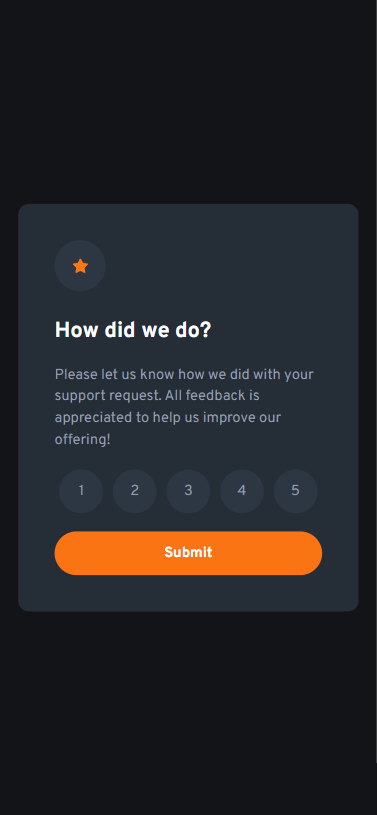 How did we do?
Please let us know how we did with your
support request. All feedback is
appreciated to help us improve our
offering!
1 2 3 4 5
Submit